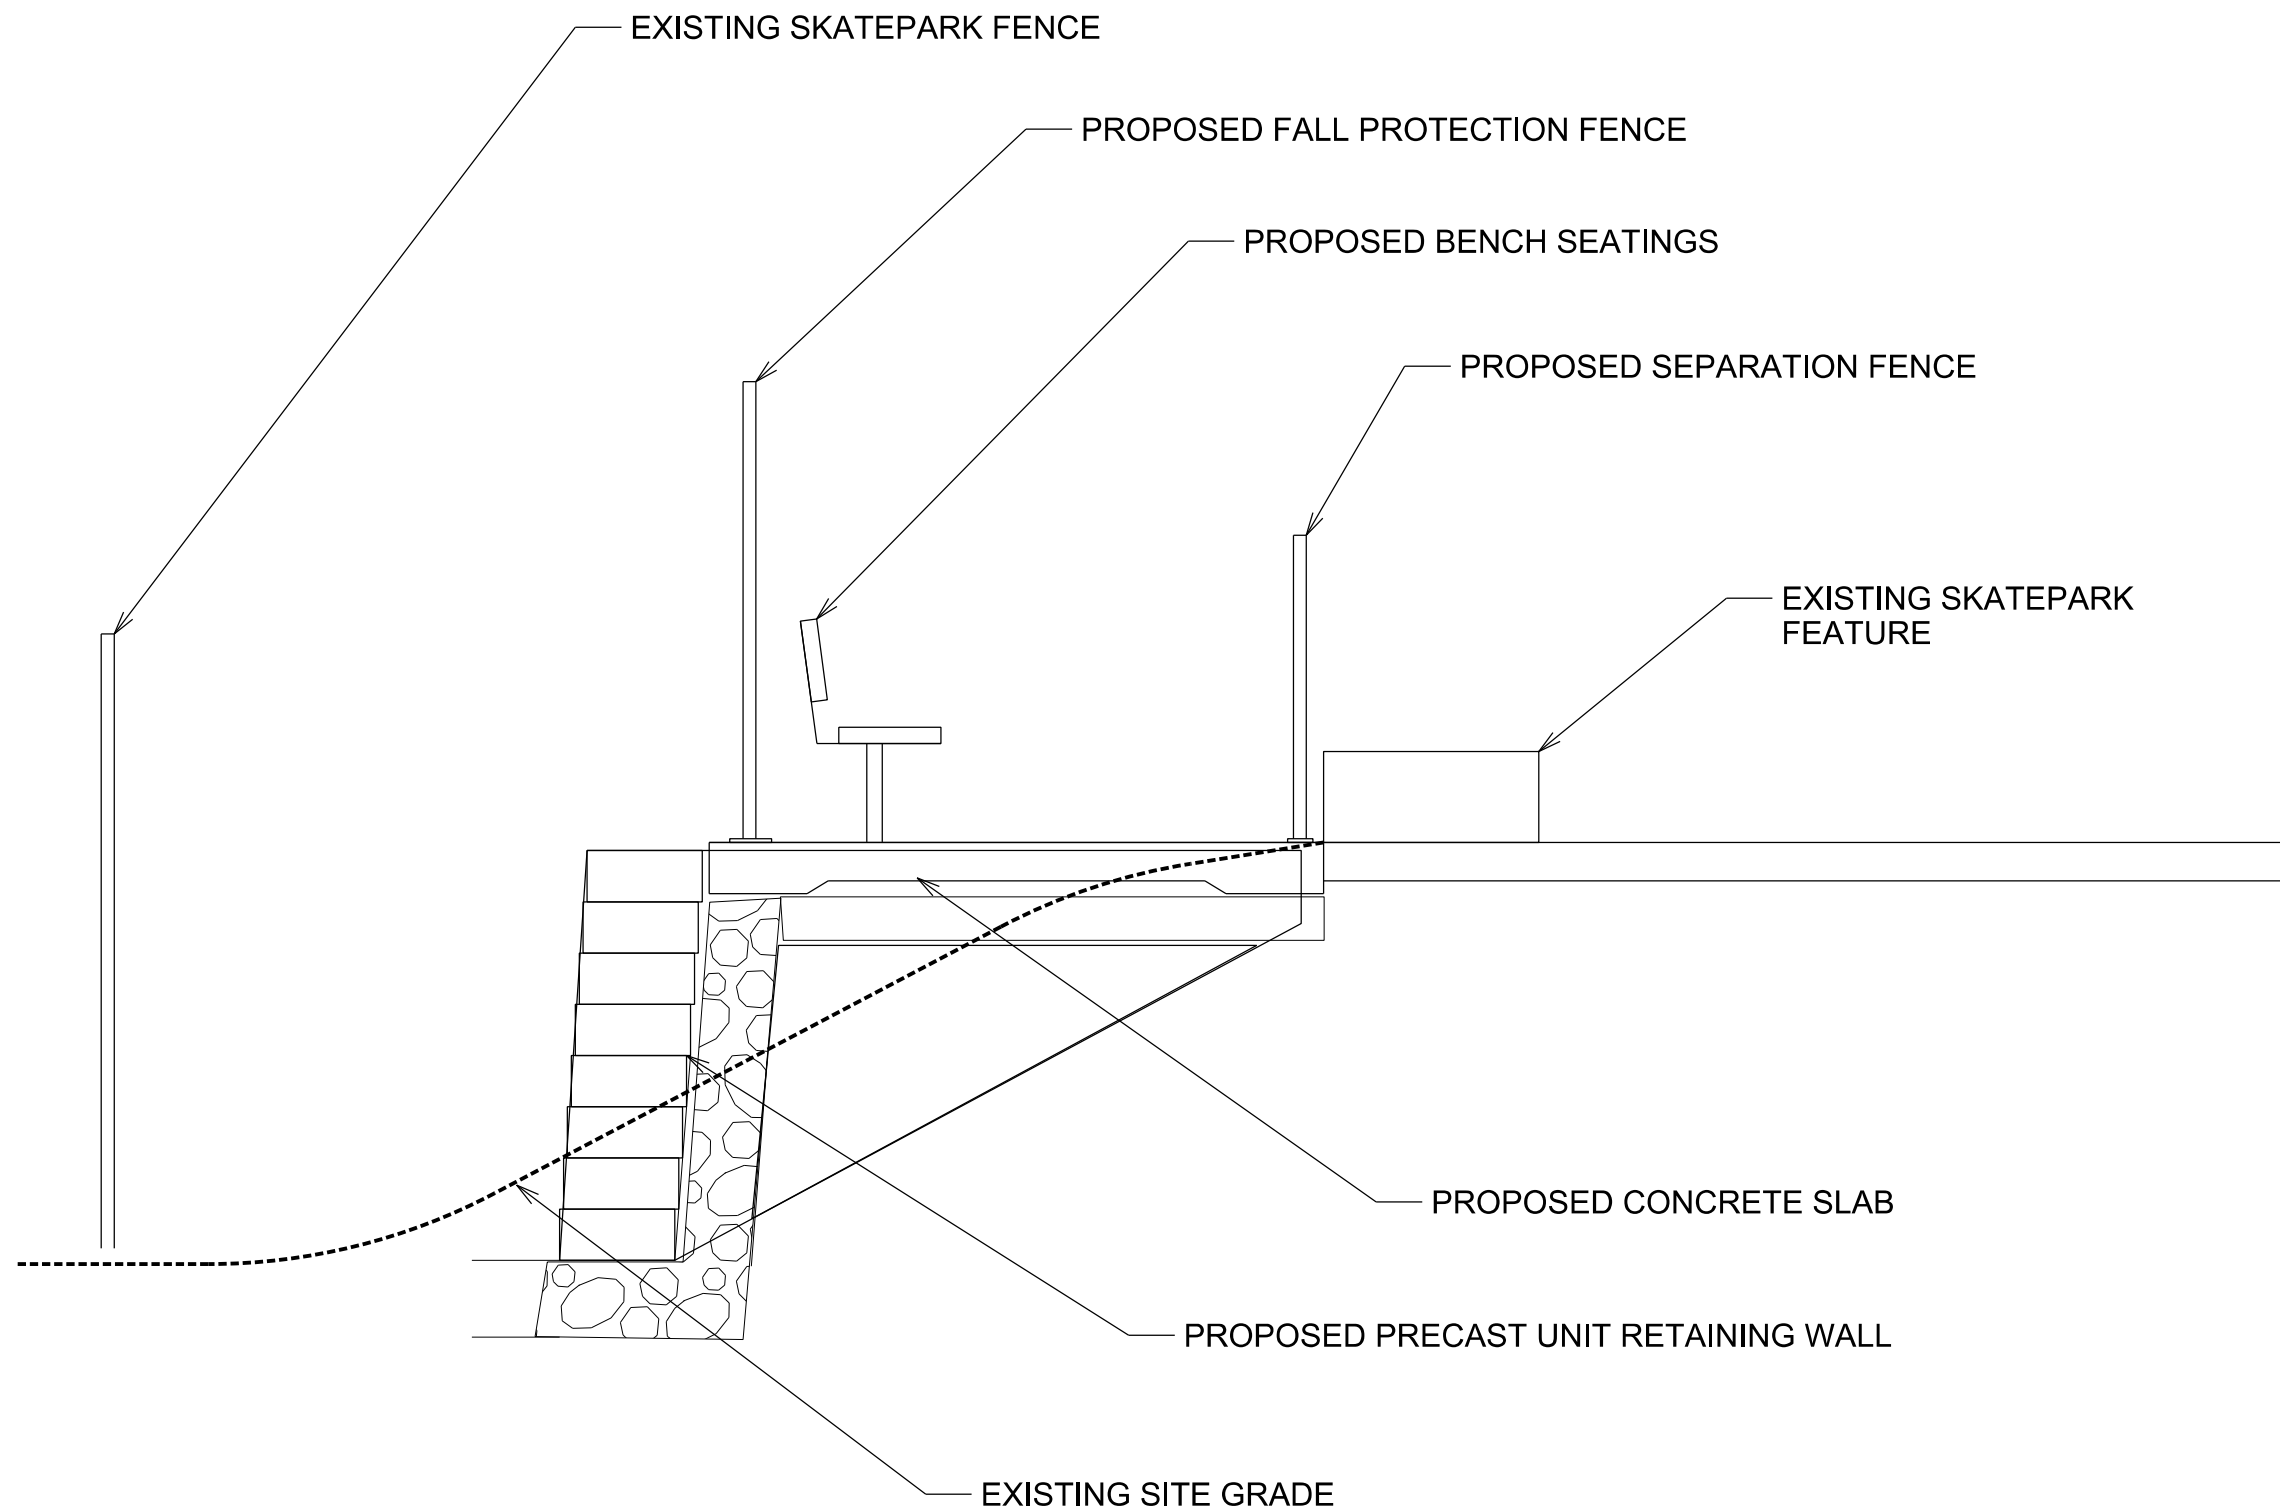 EXISTING SKATEPARK FENCE
PROPOSED FALL PROTECTION FENCE
PROPOSED BENCH SEATINGS
PROPOSED SEPARATION FENCE
EXISTING SKATEPARK
FEATURE
PROPOSED CONCRETE SLAB
PROPOSED PRECAST UNIT RETAINING WALL
EXISTING SITE GRADE